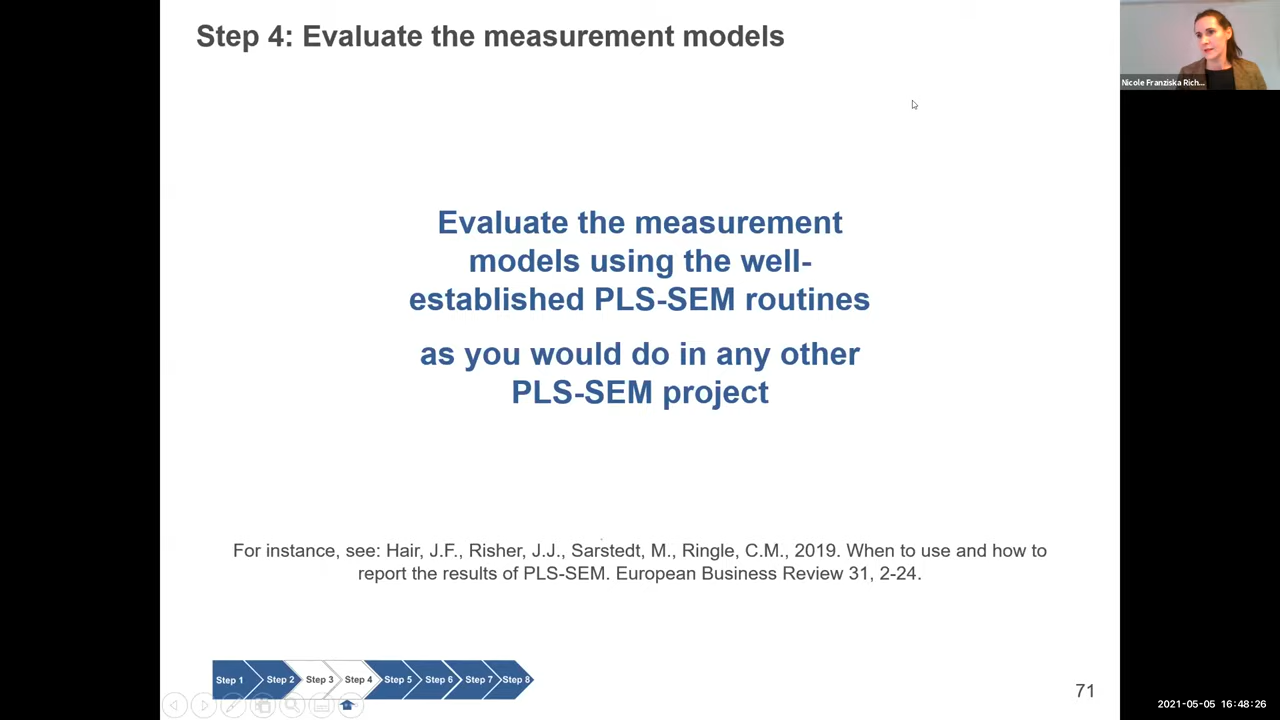 Step 4: Evaluate the measurement models
Nicole Franziska Rich...
Evaluate the measurement
models using the well-
established PLS-SEM routines
as you would do in any other
PLS-SEM project
For instance, see: Hair, J.F., Risher, J.J., Sarstedt, M., Ringle, C.M., 2019. When to use and how to
report the results of PLS-SEM. European Business Review 31, 2-24.
Step 1 Step 2 Step 3 Step 4 Step 5 Step 6 Step 7 Step 8
71
2021-05-05 16:48:26